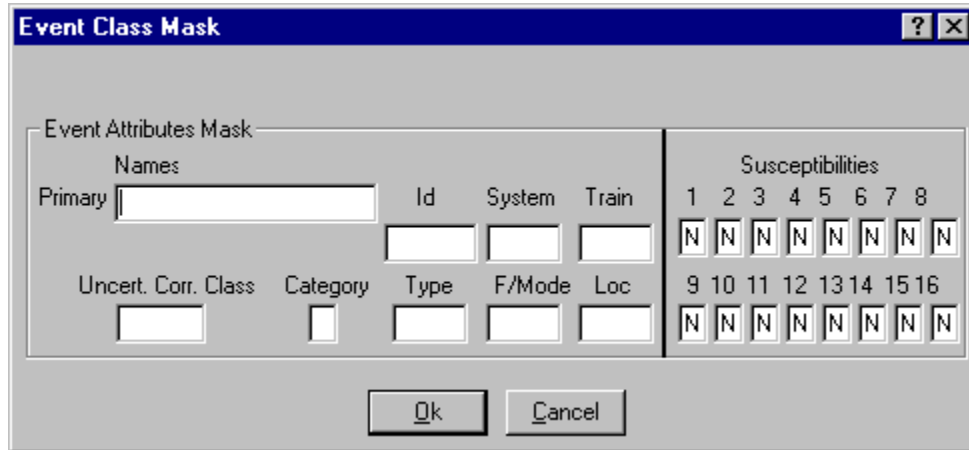 Event Class Mask
Event Attributes Mask
Names
Susceptibilities
Primary Id System Train 1 2 3 4 5 6 7 8
N N N N N N N N
Uncert. Corr. Class Category Type F/Mode Loc 9 10 11 12 13 14 15 16
N N N N N N N N
Ok Cancel